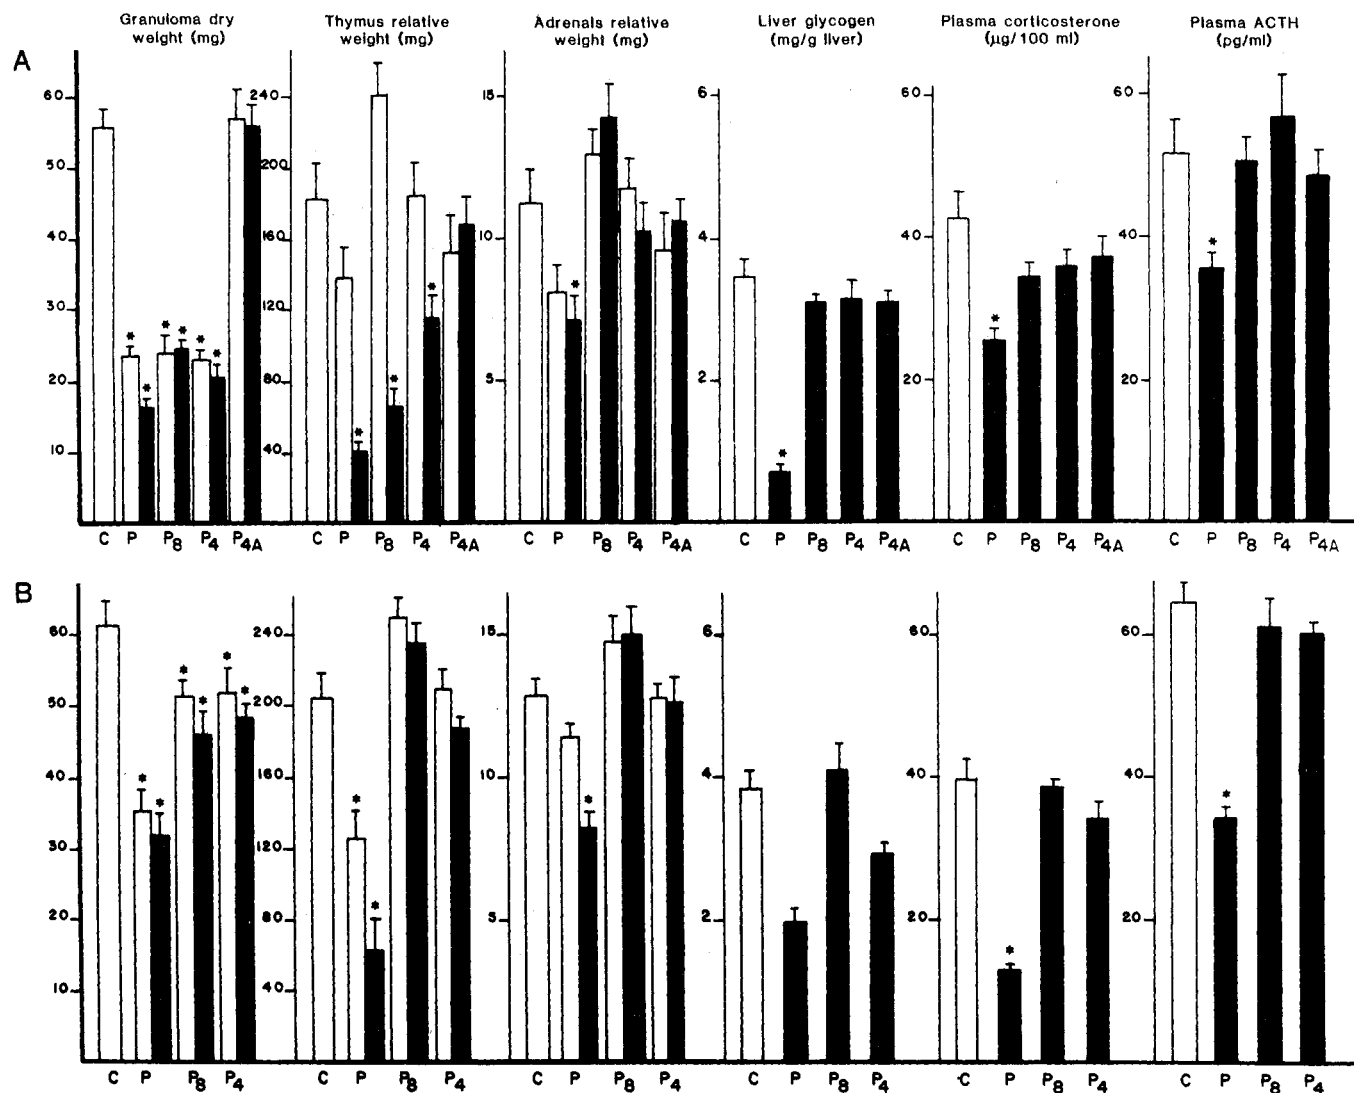 Granuloma dry weight (mg)
Thymus relative weight (mg)
Adrenals relative weight (mg)
Liver glycogen (mg/g liver)
Plasma corticosterone (µg/100 ml)
Plasma ACTH (pg/ml)
A
60 50 40 30 20 10
240 200 160 120 80 40
15 10 5
6 4 2
60 40 20
60 40 20
* * * * * *
* * *
*
*
*
*
C P P8 P4 P4A
C P P8 P4 P4A
C P P8 P4 P4A
C P P8 P4 P4A
C P P8 P4 P4A
C P P8 P4 P4A
B
60 50 40 30 20 10
240 200 160 120 80 40
15 10 5
6 4 2
60 40 20
60 40 20
* * * * * *
* *
*
*
*
C P P8 P4
C P P8 P4
C P P8 P4
C P P8 P4
C P P8 P4
C P P8 P4